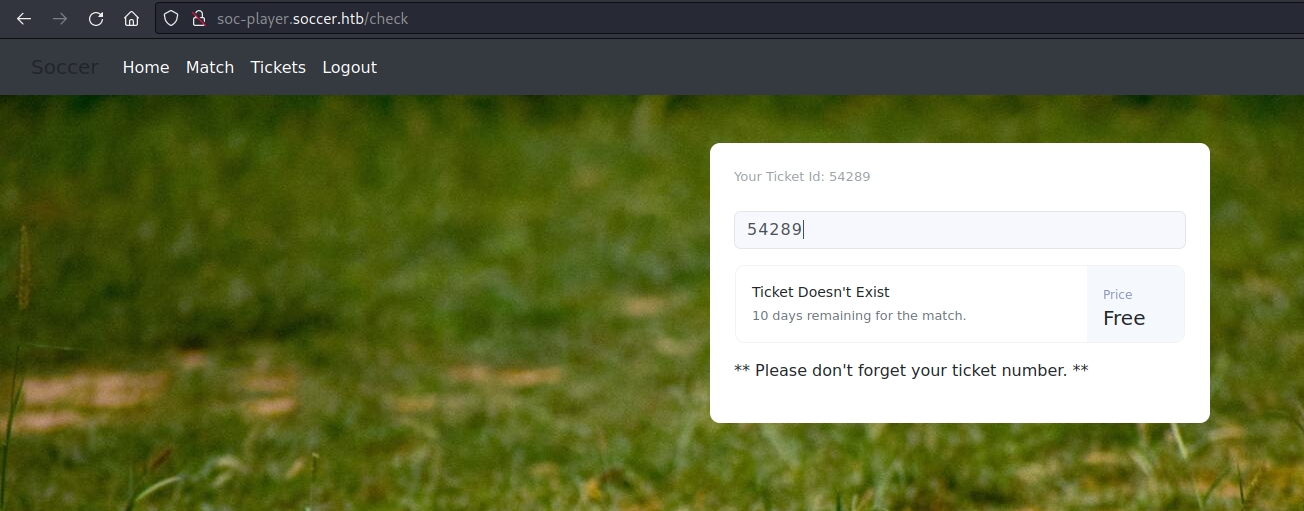 soc-player.soccer.htb/check
Soccer Home Match Tickets Logout
Your Ticket Id: 54289
54289
Ticket Doesn't Exist
10 days remaining for the match.
Price
Free
** Please don't forget your ticket number. **